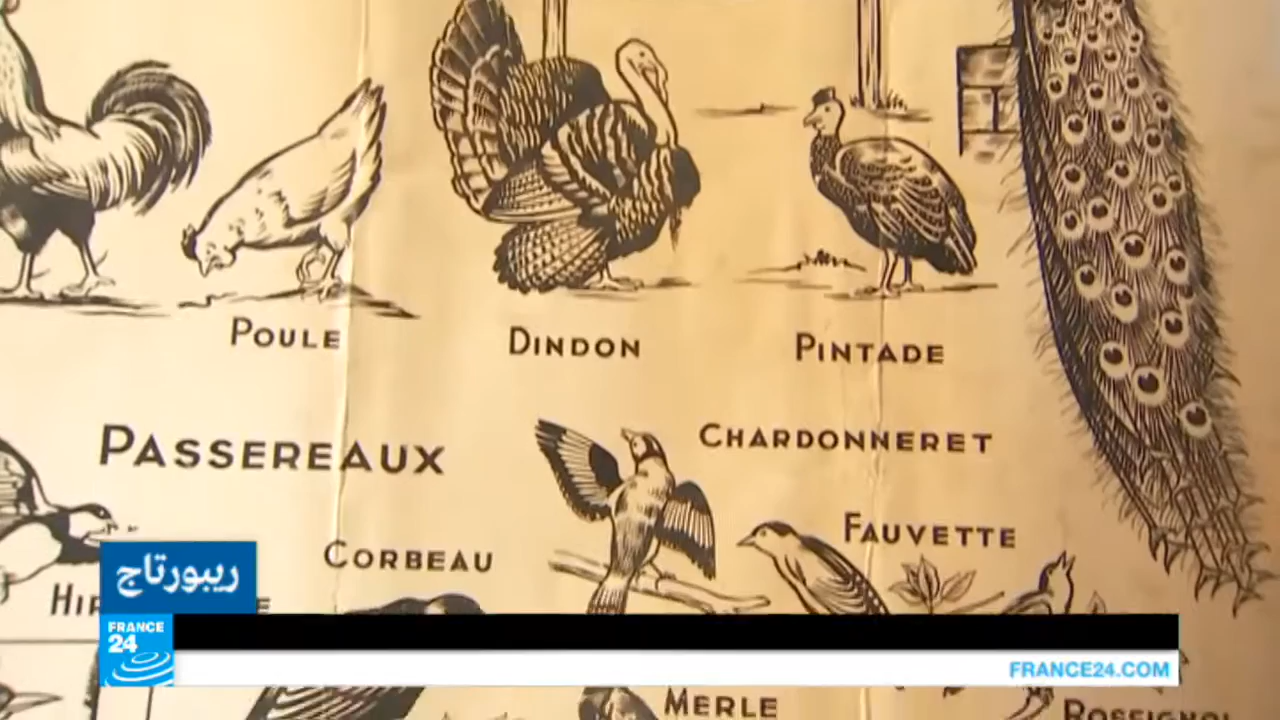 POULE
DINDON
PINTADE
PASSEREAUX
CHARDONNERET
FAUVETTE
CORBEAU
ريبورتاج
FRANCE
24
FRANCE24.COM
MERLE